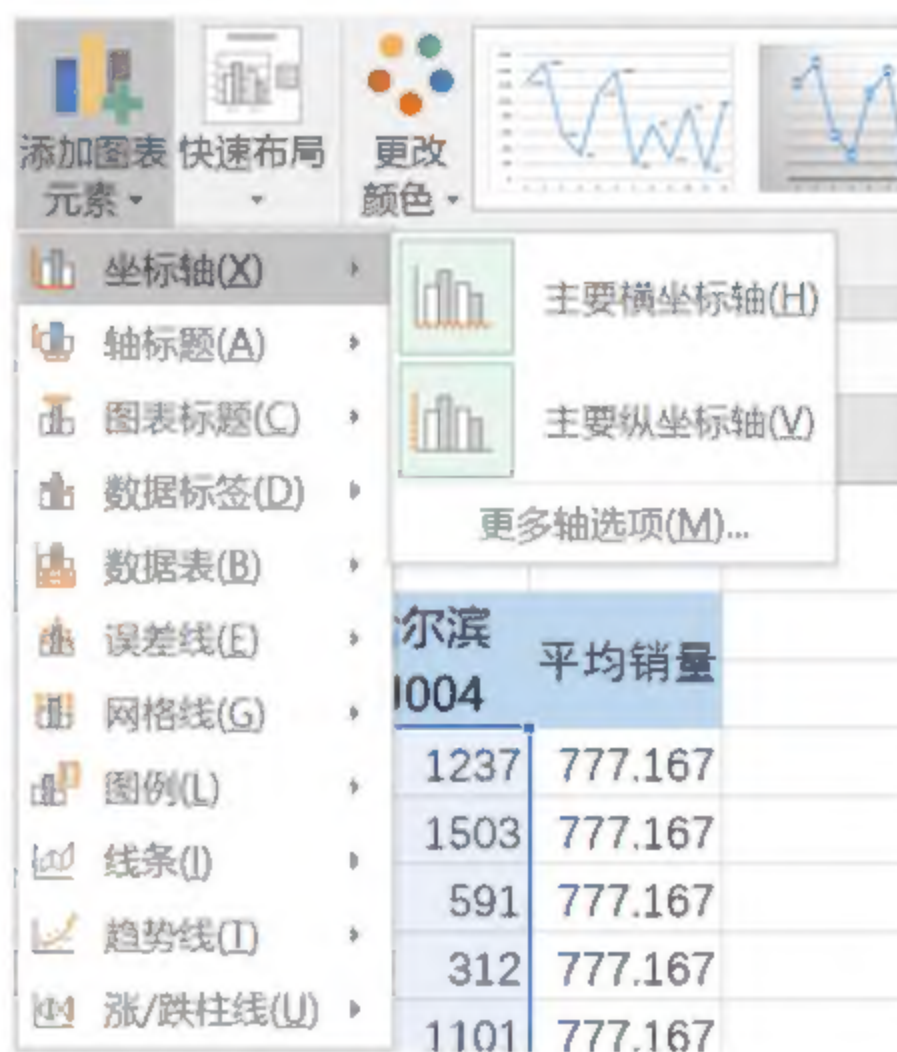 添加图表
元素
快速布局
更改
颜色
坐标轴(X)
轴标题(A)
图表标题(C)
数据标签(D)
数据表(B)
误差线(E)
网格线(G)
图例(L)
线条(I)
趋势线(T)
涨/跌柱线(U)
主要横坐标轴(H)
主要纵坐标轴(V)
更多轴选项(M)...
尔滨
004
平均销量
1237 777.167
1503 777.167
591 777.167
312 777.167
1101 777.167